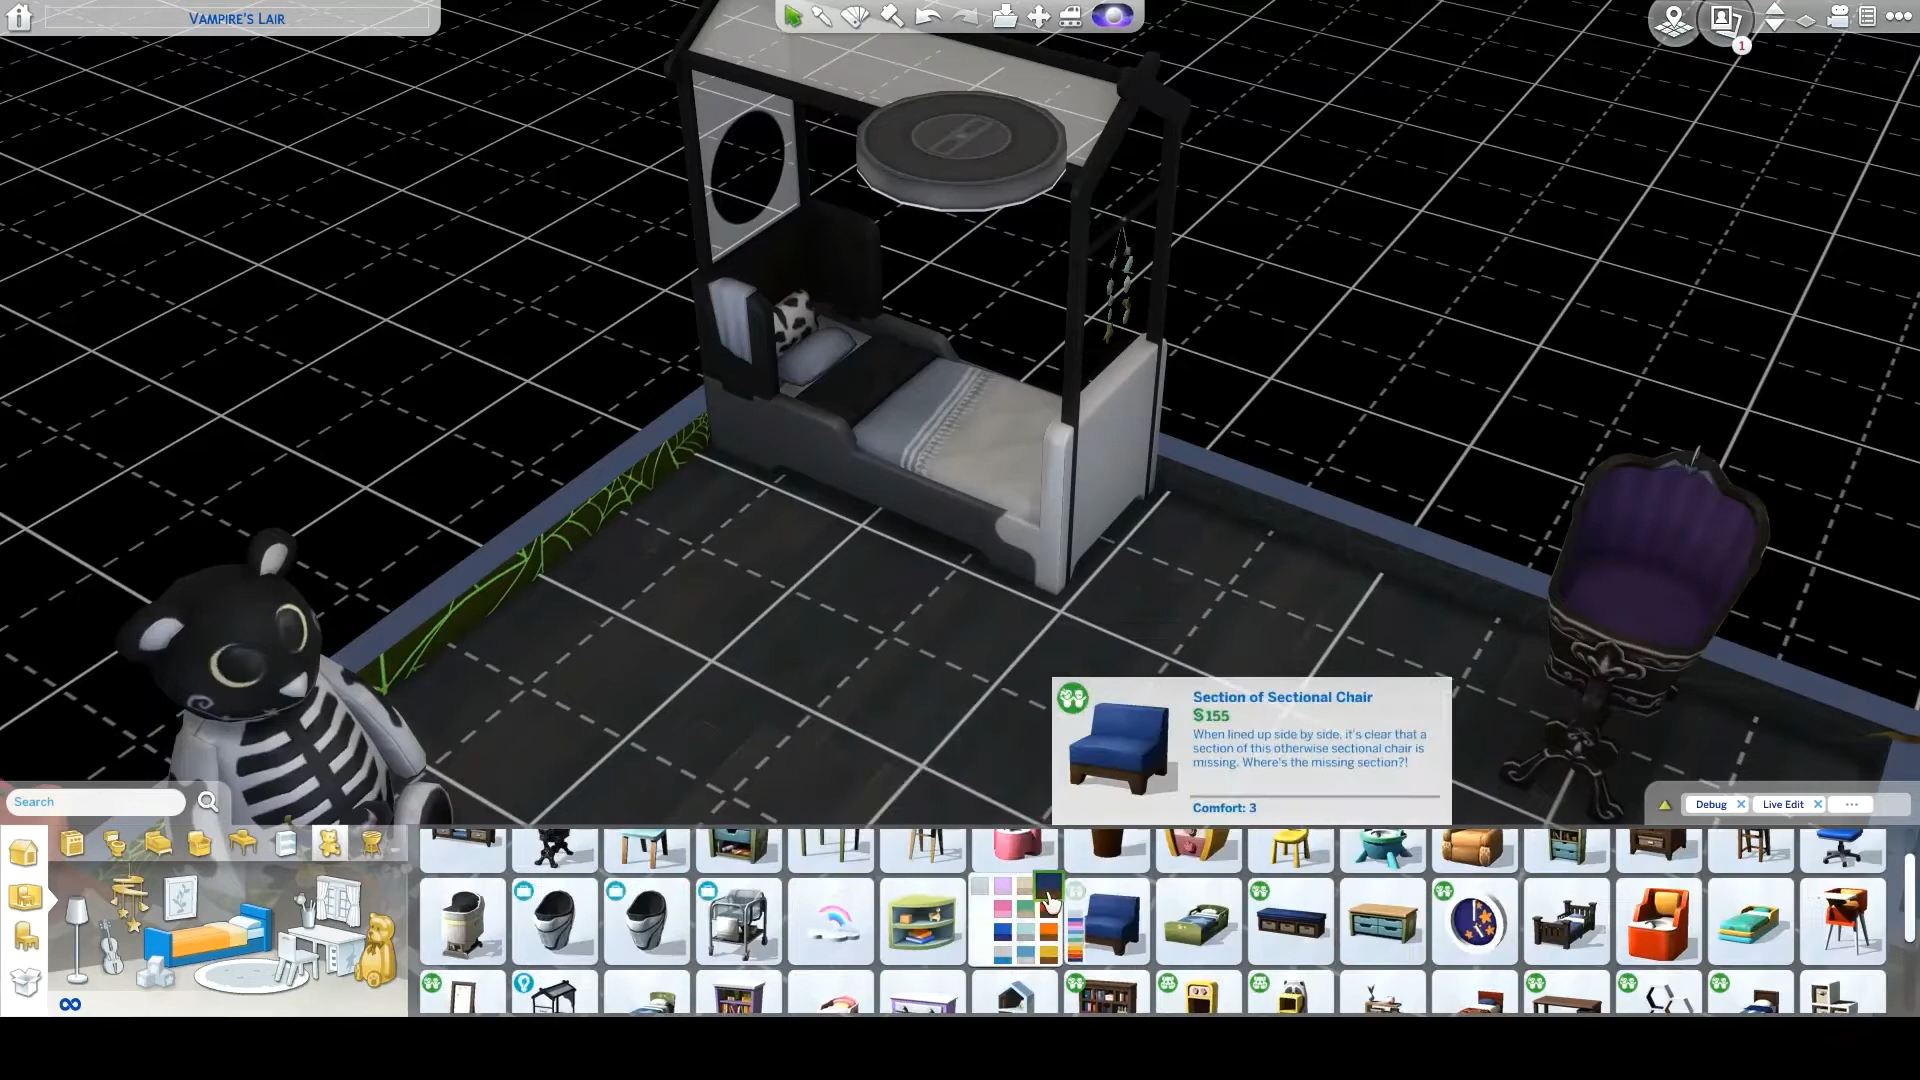 VAMPIRE'S LAIR
1
Section of Sectional Chair
§155
When lined up side by side, it's clear that a
section of this otherwise sectional chair is
missing. Where's the missing section?!
Comfort: 3
Search
Debug
Live Edit